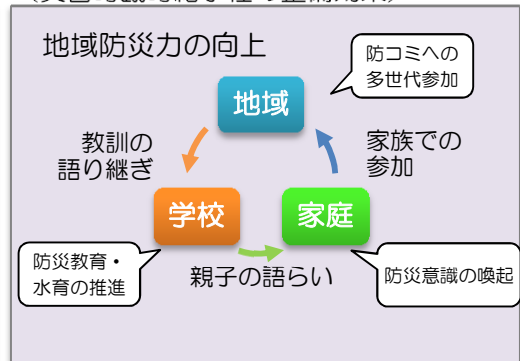 地域防災力の向上
防コミへの
多世代参加
地域
教訓の
語り継ぎ
家族での
参加
学校
家庭
防災教育・
水育の推進
親子の語らい
防災意識の喚起